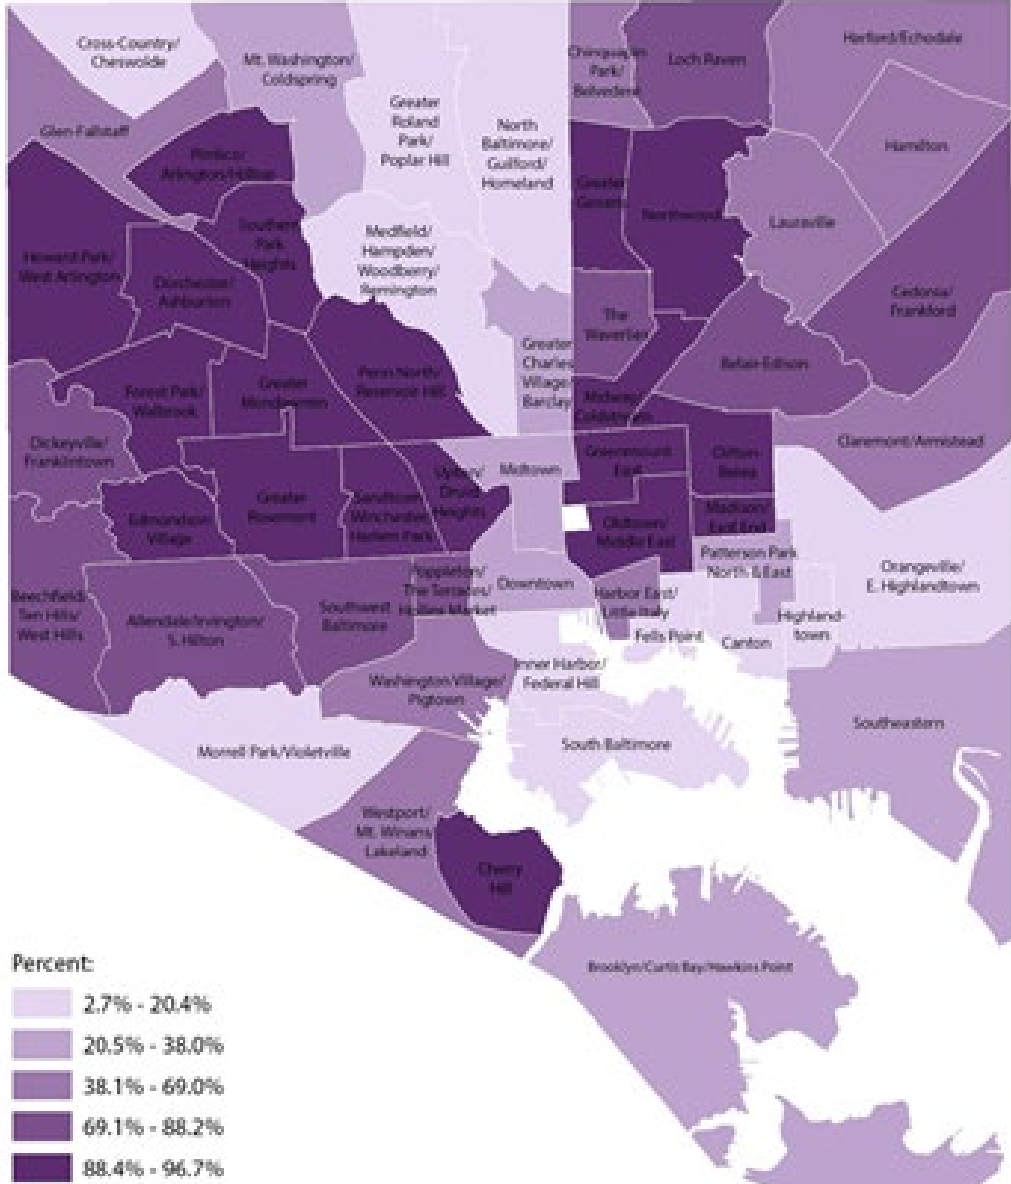 Cross-Country/
Cheswolde
Mt. Washington/
Coldspring
Greater
Roland
Park/
Poplar Hill
North
Baltimore/
Guilford/
Homeland
Chinquapin
Park/
Belvedere
Loch Raven
Harford/Echodale
Glen-Fallstaff
Pimlico/
Arlington/Hilltop
Hamilton
Southern
Park
Heights
Medfield/
Hampden/
Woodberry/
Remington
Greater
Govans
Northwood
Lauraville
Howard Park/
West Arlington
Dorchester/
Ashburton
Cedonia/
Frankford
The
Waverlies
Greater
Charles
Village/
Barclay
Belair-Edison
Forest Park/
Walbrook
Greater
Mondawmin
Penn North/
Reservoir Hill
Midway/
Coldstream
Dickeyville/
Franklintown
Claremont/Armistead
Upton/
Druid
Heights
Midtown
Greenmount
East
Clifton-
Berea
Edmondson
Village
Greater
Rosemont
Sandtown
Winchester/
Harlem Park
Oldtown/
Middle East
Madison/
East End
Patterson Park
North & East
Orangeville/
E. Highlandtown
Beechfield/
Ten Hills/
West Hills
Allendale/Irvington/
S. Hilton
Southwest
Baltimore
Poppleton/
The Terraces/
Hollins Market
Downtown
Harbor East/
Little Italy
Fells Point
Canton
Highland-
town
Washington Village/
Pigtown
Inner Harbor/
Federal Hill
Morrell Park/Violetville
South Baltimore
Southeastern
Westport/
Mt. Winans
Lakeland
Cherry
Hill
Brooklyn/Curtis Bay/Hawkins Point
Percent:
2.7% - 20.4%
20.5% - 38.0%
38.1% - 69.0%
69.1% - 88.2%
88.4% - 96.7%